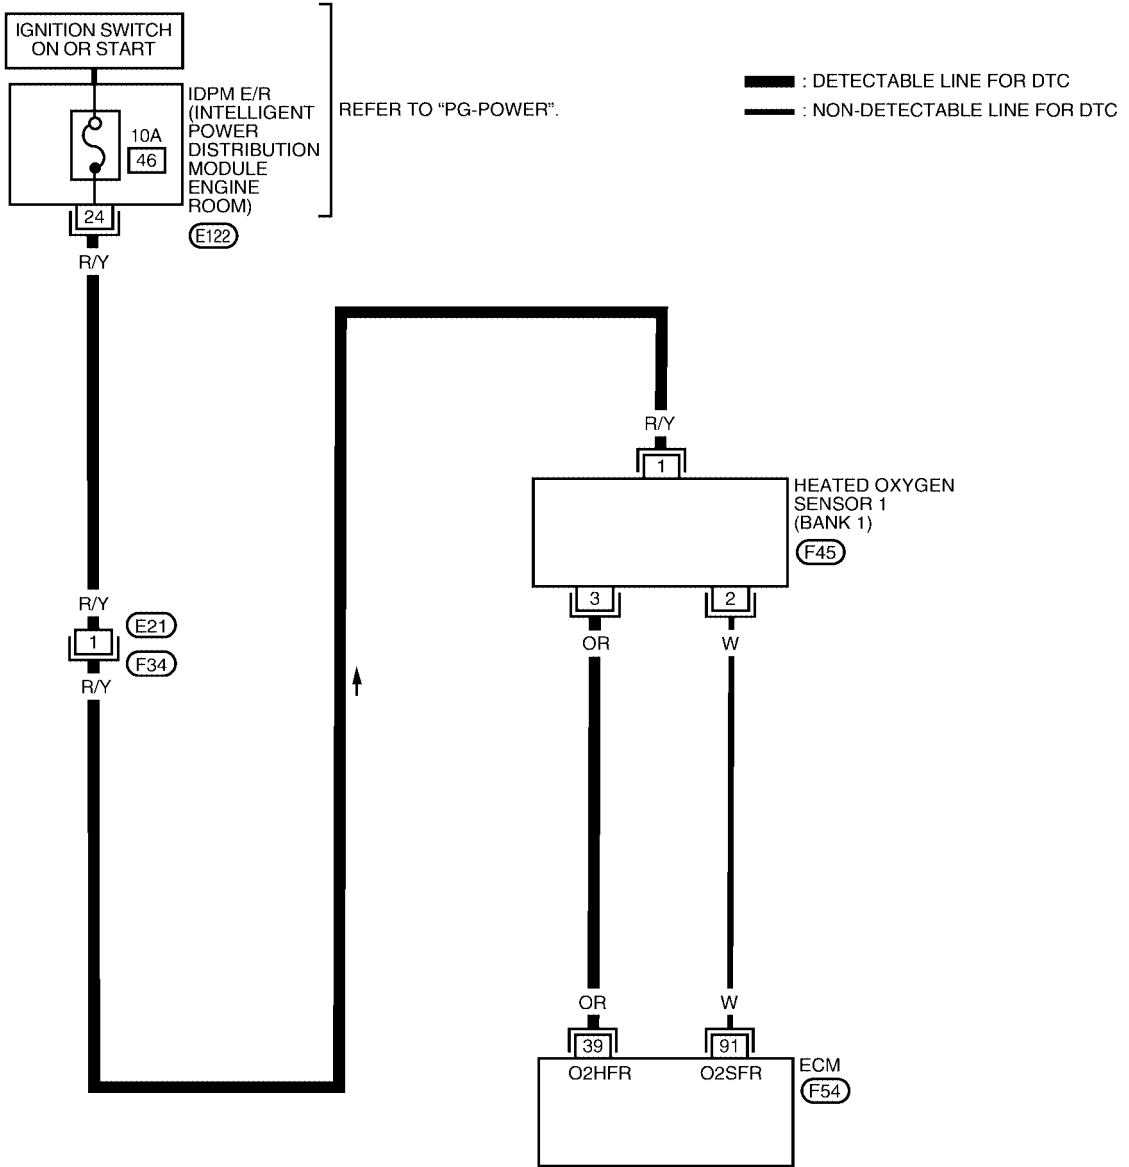 IGNITION SWITCH
ON OR START
IDPM E/R
(INTELLIGENT
POWER
DISTRIBUTION
MODULE
ENGINE
ROOM)
10A
46
24
E122
REFER TO “PG-POWER”.
: DETECTABLE LINE FOR DTC
: NON-DETECTABLE LINE FOR DTC
R/Y
R/Y
1
E21
F34
R/Y
R/Y
1
HEATED OXYGEN
SENSOR 1
(BANK 1)
F45
3
2
OR
W
OR
W
39
91
O2HFR
O2SFR
ECM
F54